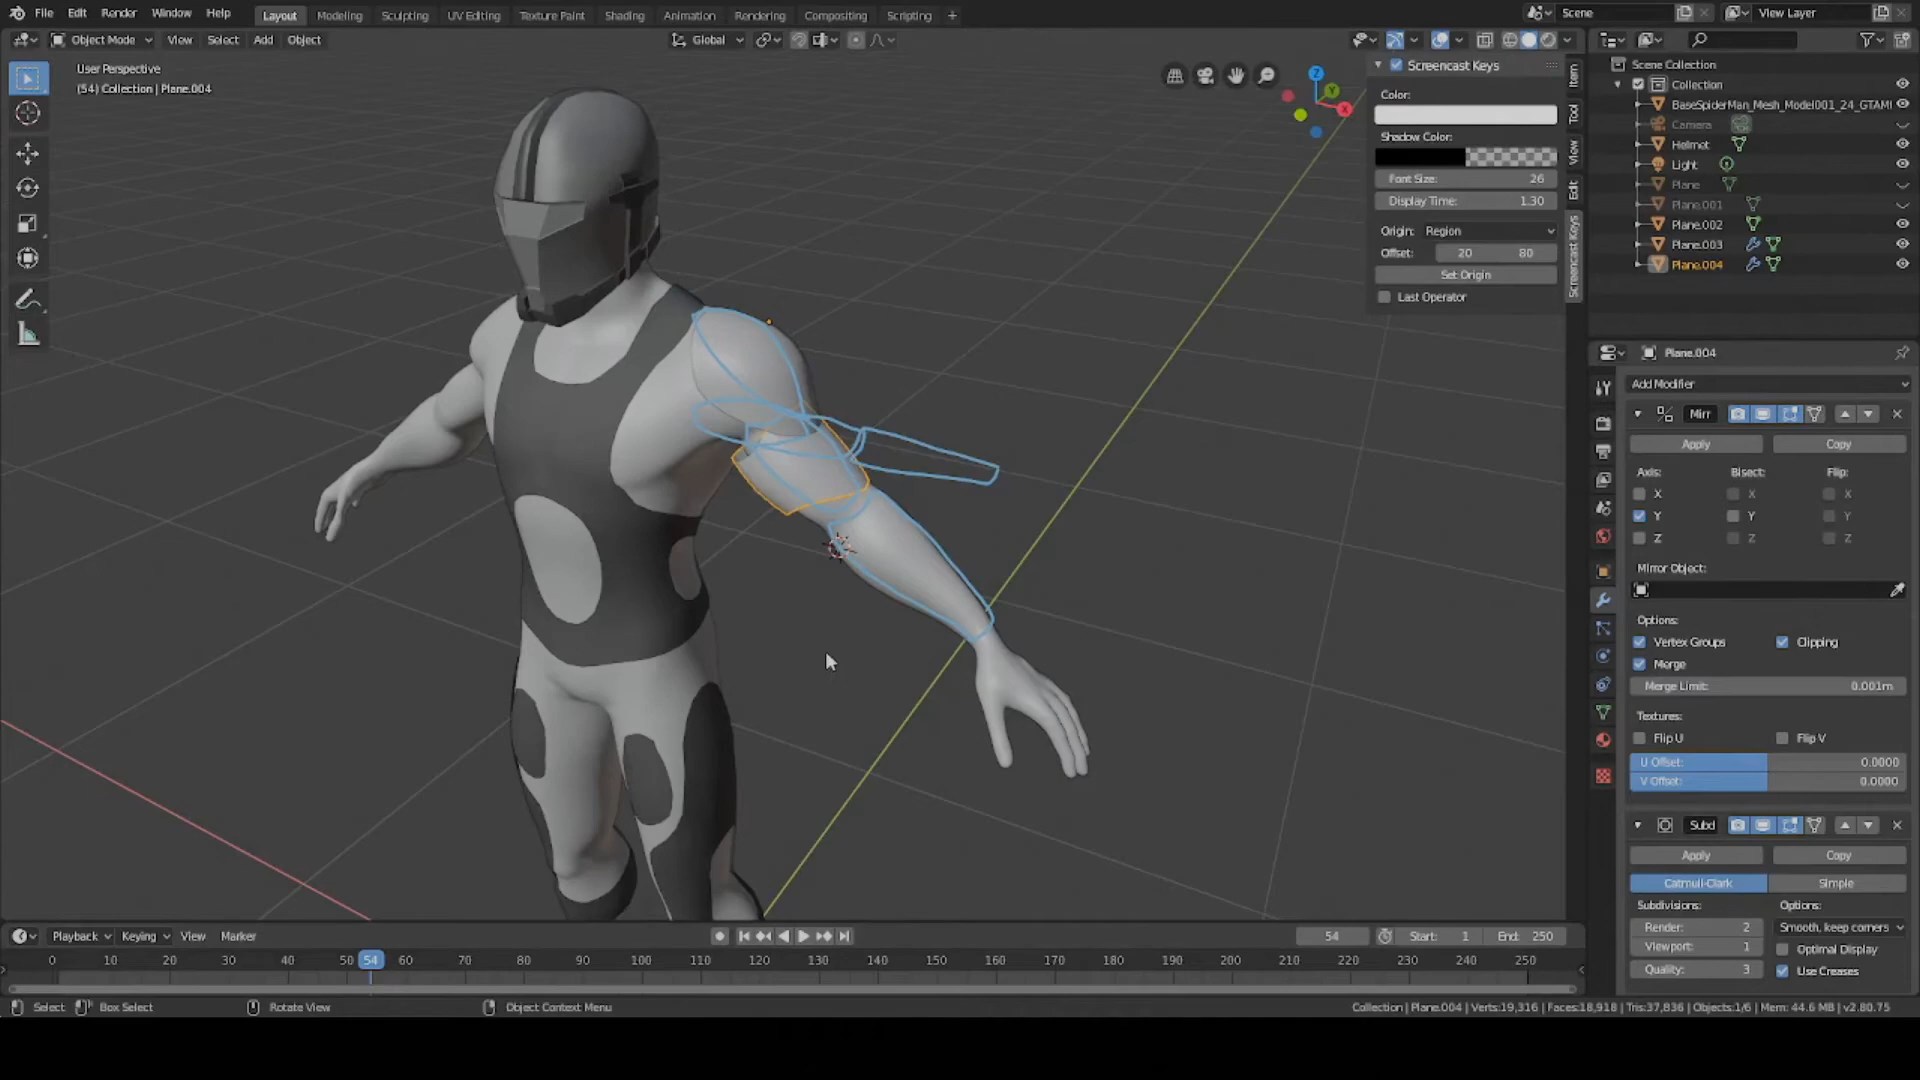 File Edit Render Window Help Layout Modeling Sculpting UV Editing Texture Paint Shading Animation Rendering Compositing Scripting + Scene View Layer
Object Mode View Select Add Object Global
User Perspective
(54) Collection | Plane.004
Z
Y
X
Screencast Keys
Color:
Shadow Color:
Font Size: 26
Display Time: 1.30
Origin: Region
Offset: 20 80
Set Origin
Last Operator
Item
Tool
View
Edit
Screencast Keys
Scene Collection
Collection
BaseSpiderMan_Mesh_Model001_24_GTAM
Camera
Helmet
Light
Plane
Plane.001
Plane.002
Plane.003
Plane.004
Plane.004
Add Modifier
Mirr
Apply Copy
Axis: Bisect: Flip:
X X X
Y Y Y
Z Z Z
Mirror Object:
Options:
Vertex Groups Clipping
Merge
Merge Limit: 0.001m
Textures:
Flip U Flip V
U Offset: 0.0000
V Offset: 0.0000
Subd
Apply Copy
Catmull-Clark Simple
Subdivisions: Options:
Render: 2 Smooth, keep corners
Viewport: 1 Optimal Display
Quality: 3 Use Creases
Playback Keying View Marker 54 Start: 1 End: 250
0 10 20 30 40 50 54 60 70 80 90 100 110 120 130 140 150 160 170 180 190 200 210 220 230 240 250
Select Box Select Rotate View Object Context Menu Collection | Plane.004 | Verts:19,316 | Faces:18,918 | Tris:37,836 | Objects:1/6 | Mem: 44.6 MB | v2.80.75